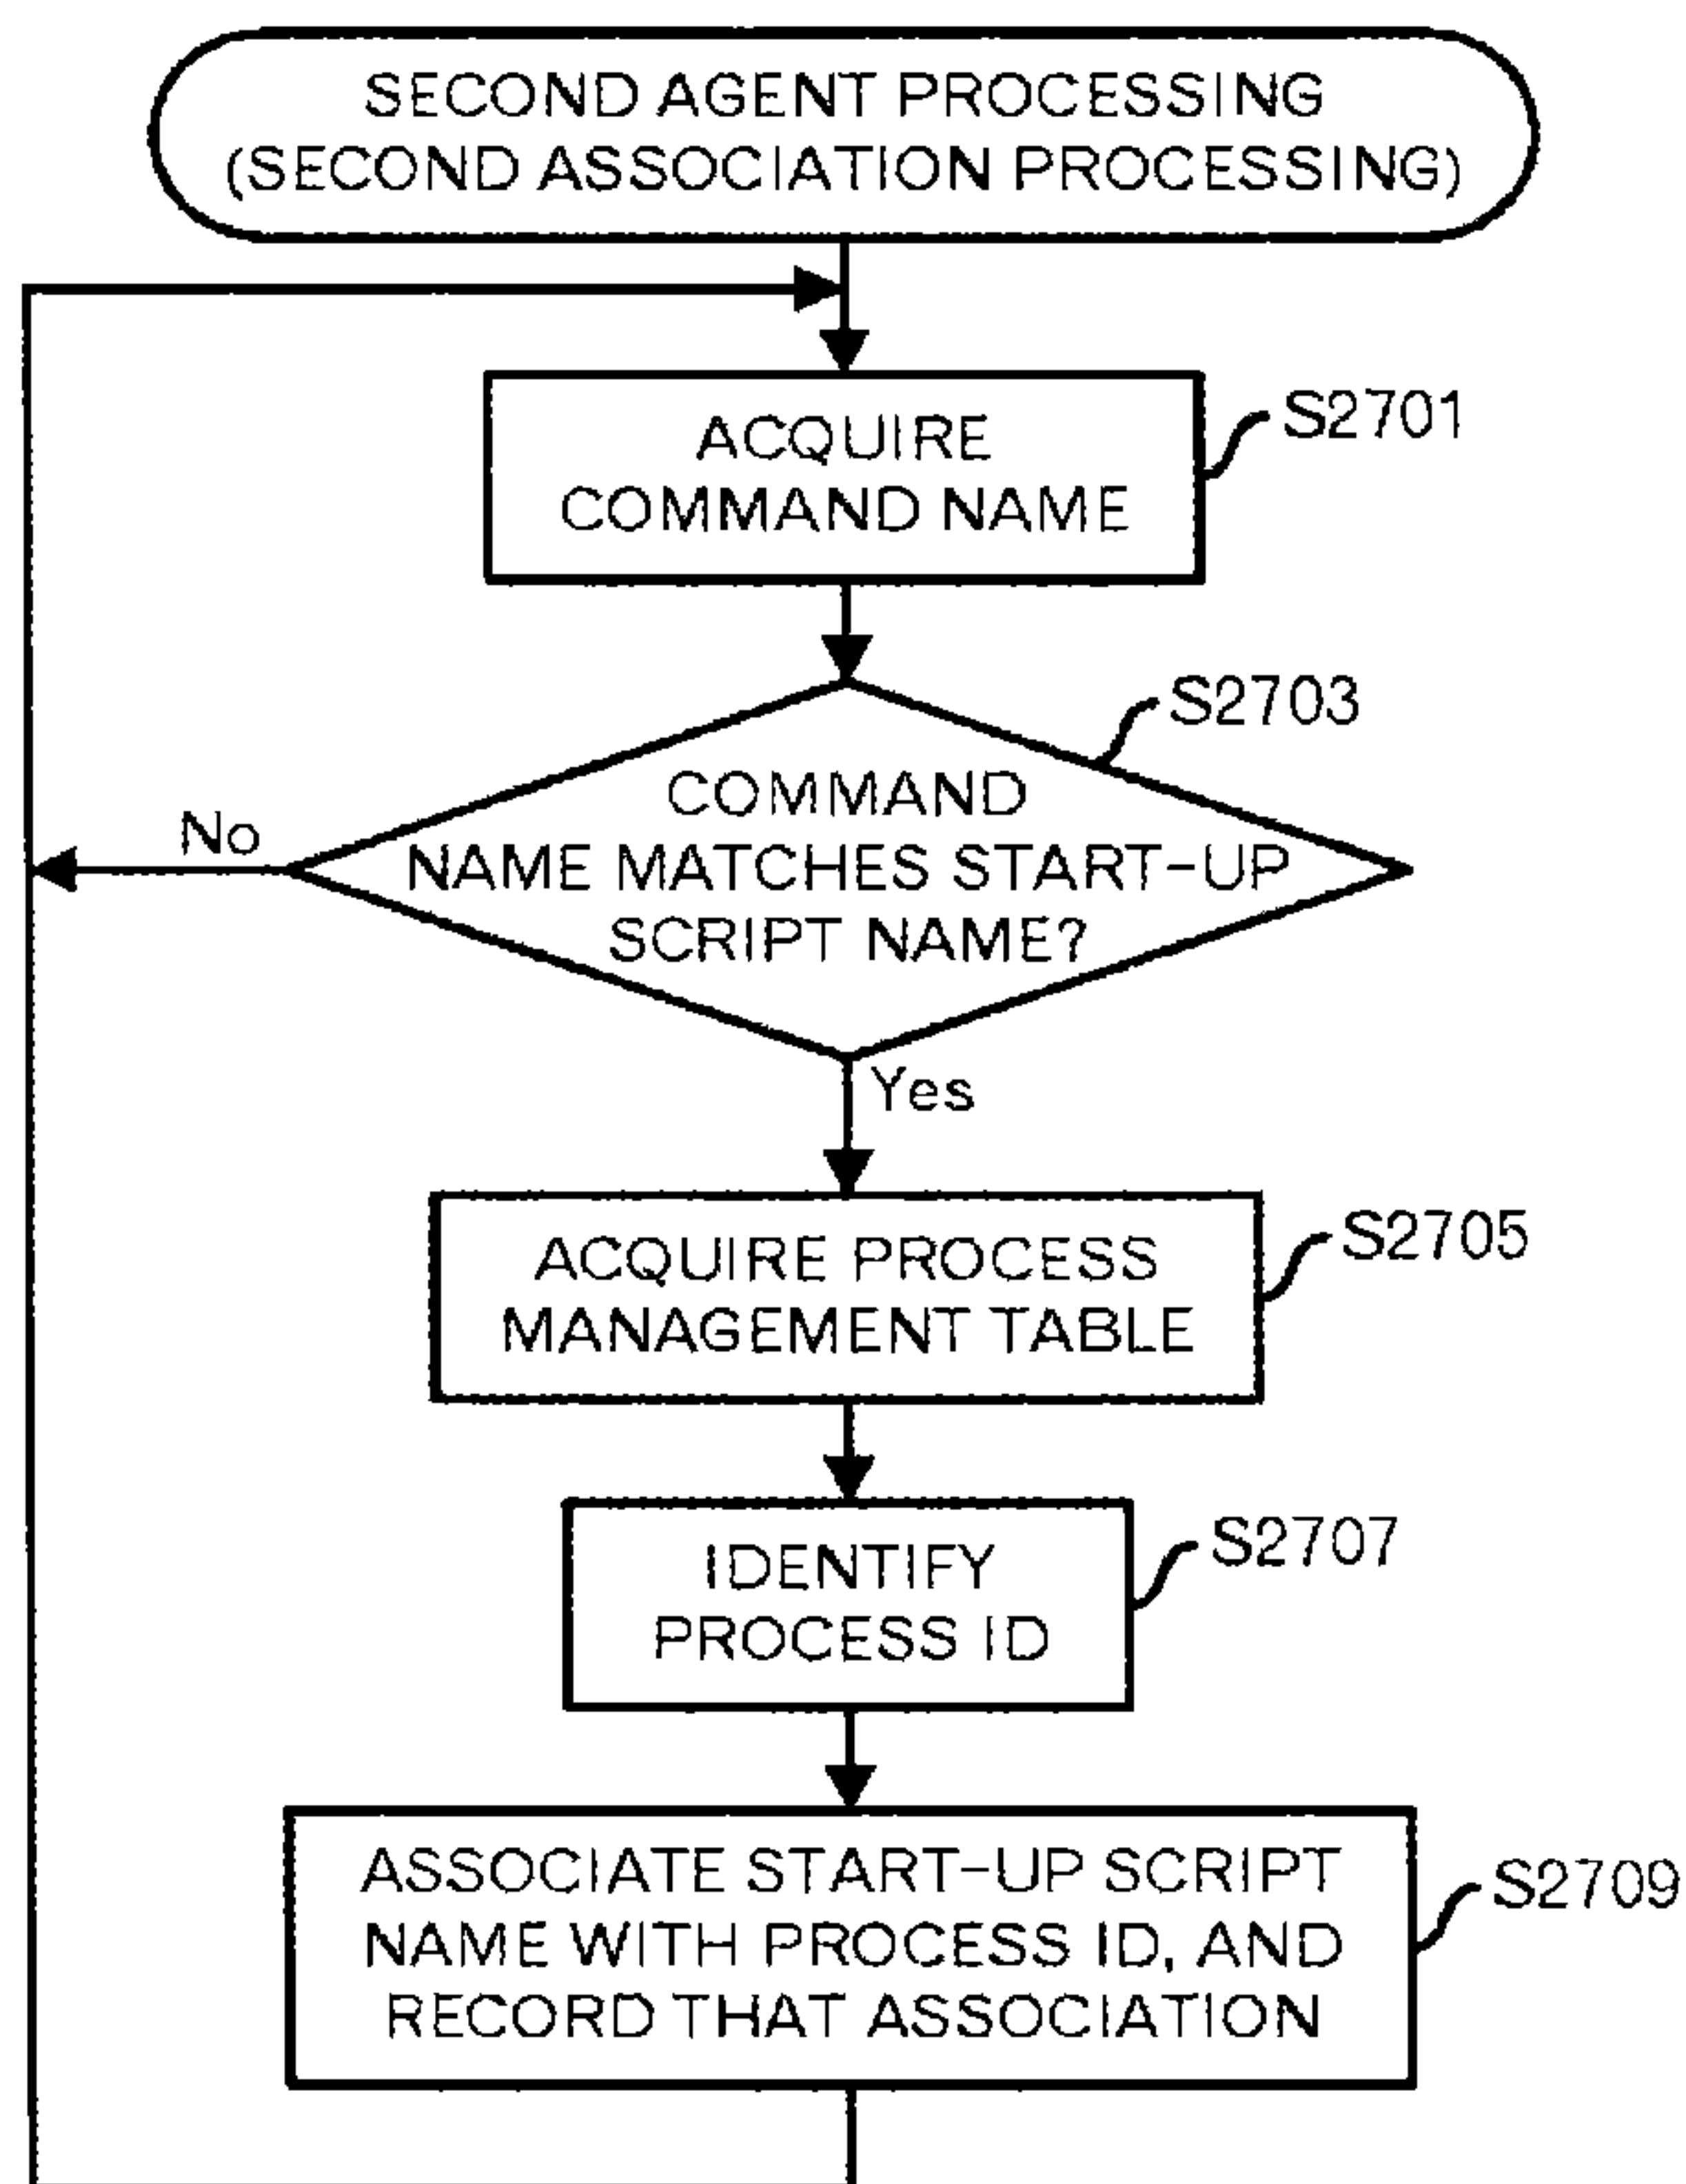 SECOND AGENT PROCESSING
(SECOND ASSOCIATION PROCESSING)
ACQUIRE
COMMAND NAME
S2701
S2703
COMMAND
NAME MATCHES START-UP
SCRIPT NAME?
No
Yes
ACQUIRE PROCESS
MANAGEMENT TABLE
S2705
IDENTIFY
PROCESS ID
S2707
ASSOCIATE START-UP SCRIPT
NAME WITH PROCESS ID, AND
RECORD THAT ASSOCIATION
S2709